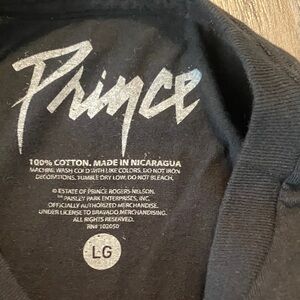 Prince
100% COTTON. MADE IN NICARAGUA
MACHINE WASH COLD WITH LIKE COLORS. DO NOT IRON
DECORATIONS. TUMBLE DRY LOW. DO NOT BLEACH.
© ESTATE OF PRINCE ROGERS NELSON.
™ PAISLEY PARK ENTERPRISES, INC.
OFFICIALLY AUTHORIZED MERCHANDISE.
UNDER LICENSE TO BRAVADO MERCHANDISING.
ALL RIGHTS RESERVED.
RN# 102050
LG